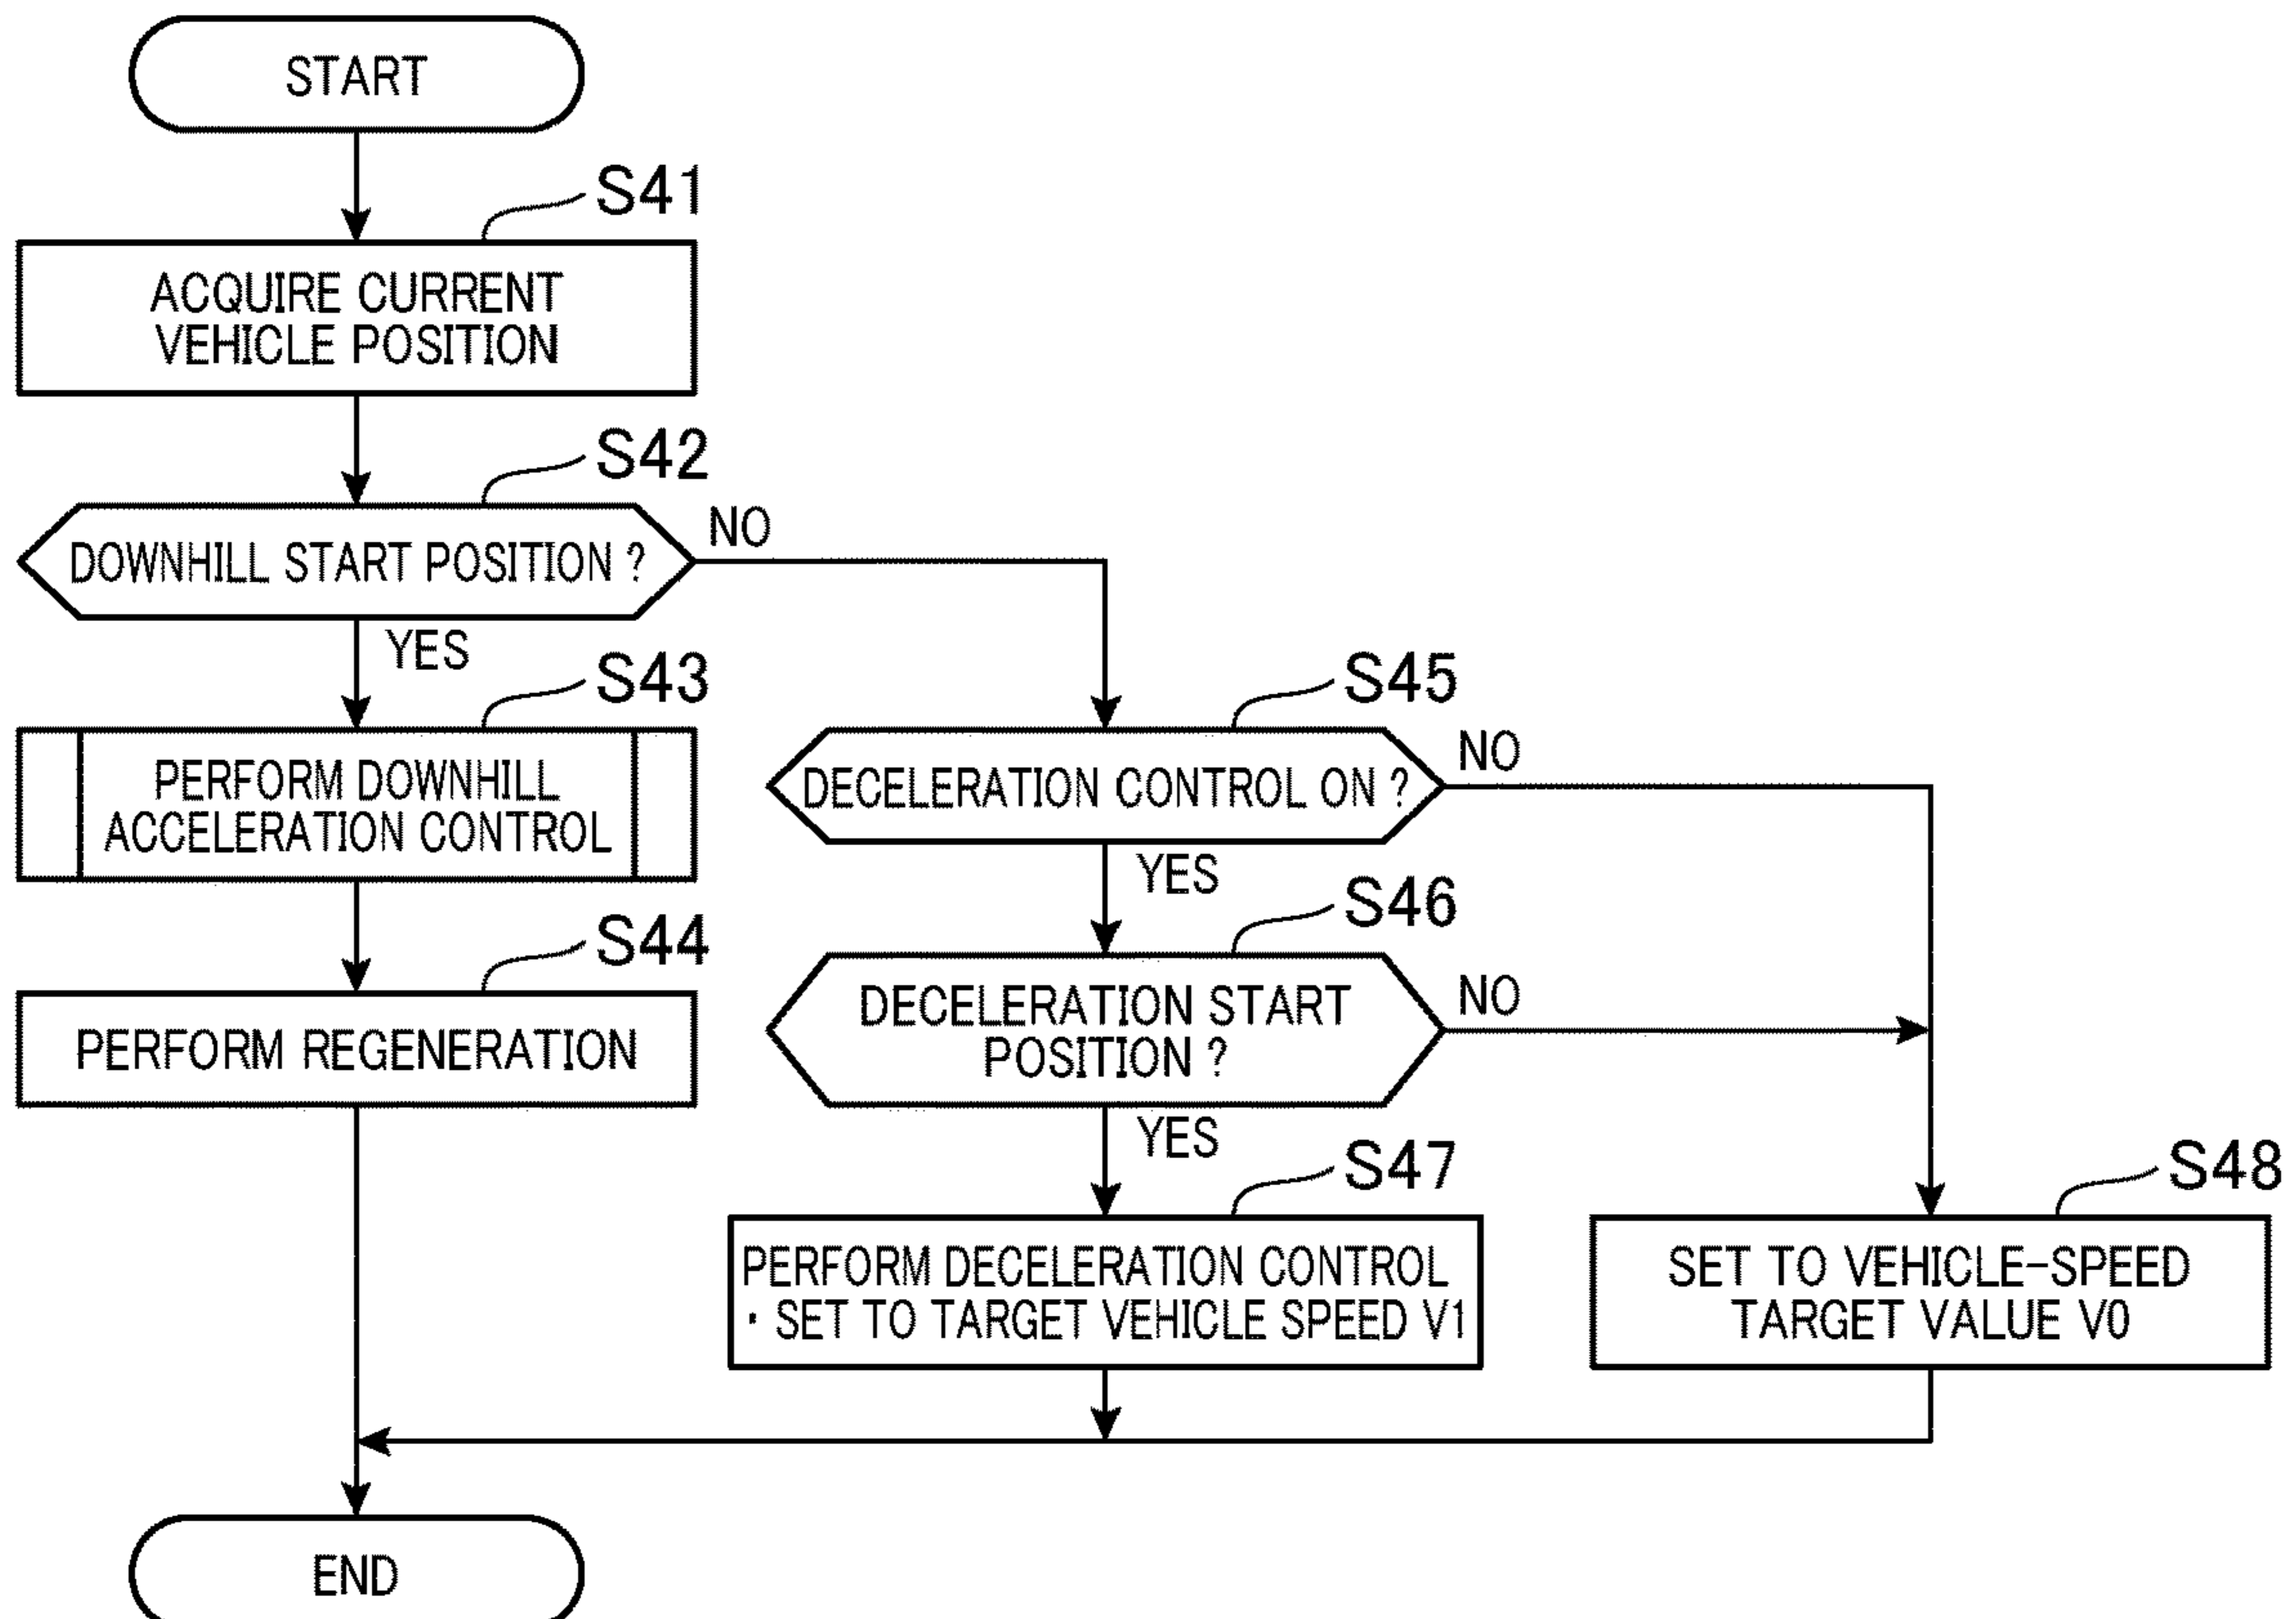 START
S41
ACQUIRE CURRENT
VEHICLE POSITION
S42
DOWNHILL START POSITION ?
NO
YES
S43
PERFORM DOWNHILL
ACCELERATION CONTROL
S44
PERFORM REGENERATION
S45
DECELERATION CONTROL ON ?
NO
YES
S46
DECELERATION START
POSITION ?
NO
YES
S47
PERFORM DECELERATION CONTROL
・SET TO TARGET VEHICLE SPEED V1
S48
SET TO VEHICLE-SPEED
TARGET VALUE V0
END